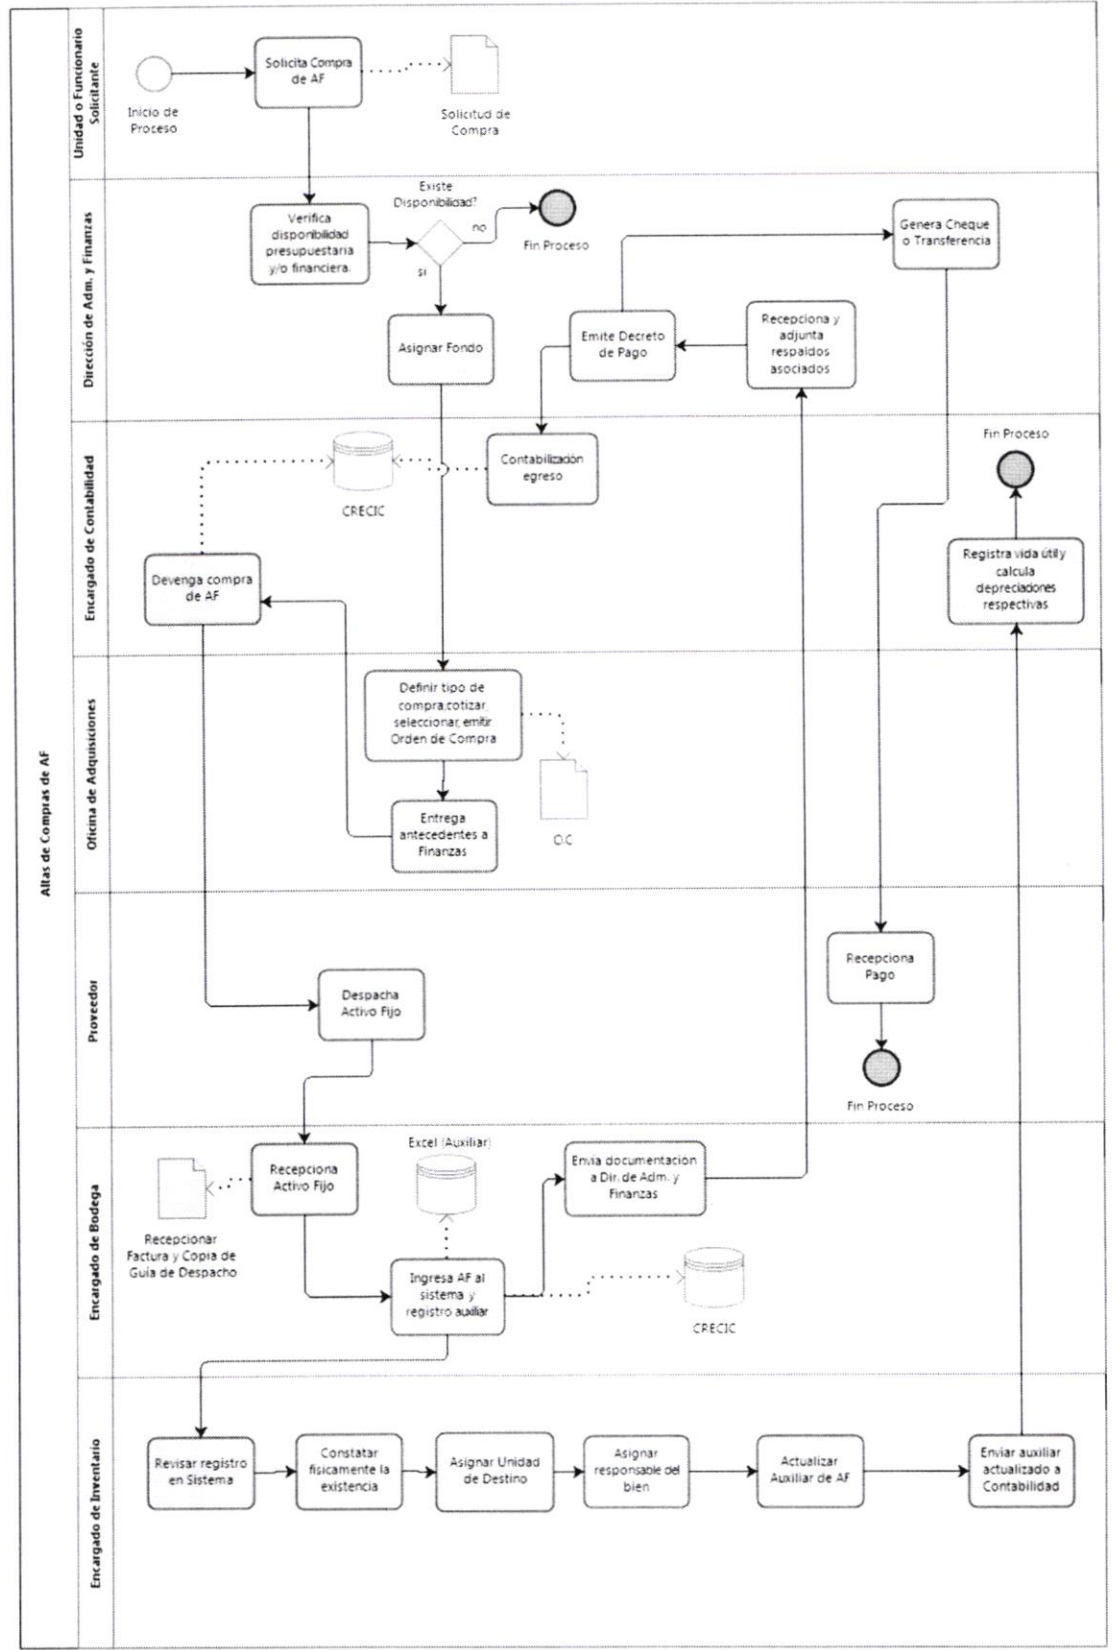 Altas de Compras de AF
Unidad o Funcionario
Solicitante
Inicio de
Proceso
Solicita Compra
de AF
Solicitud de
Compra
Dirección de Adm. y Finanzas
Verifica
disponibilidad
presupuestaria
y/o financiera.
Existe
Disponibilidad?
no
si
Fin Proceso
Asignar Fondo
Emite Decreto
de Pago
Recepciona y
adjunta
respaldos
asociados
Genera Cheque
o Transferencia
Encargado de Contabilidad
CRECIC
Contabilización
egreso
Devenga compra
de AF
Fin Proceso
Registra vida útil y
calcula
depreciaciones
respectivas
Oficina de Adquisiciones
Definir tipo de
compra,cotizar,
seleccionar, emitir
Orden de Compra
Entrega
antecedentes a
Finanzas
O.C
Proveedor
Despacha
Activo Fijo
Recepciona
Pago
Fin Proceso
Encargado de Bodega
Recepciona
Activo Fijo
Recepcionar
Factura y Copia de
Guía de Despacho
Excel (Auxiliar)
Ingresa AF al
sistema y
registro auxiliar
Envía documentación
a Dir. de Adm. y
Finanzas
CRECIC
Encargado de Inventario
Revisar registro
en Sistema
Constatar
físicamente la
existencia
Asignar Unidad
de Destino
Asignar
responsable del
bien
Actualizar
Auxiliar de AF
Enviar auxiliar
actualizado a
Contabilidad